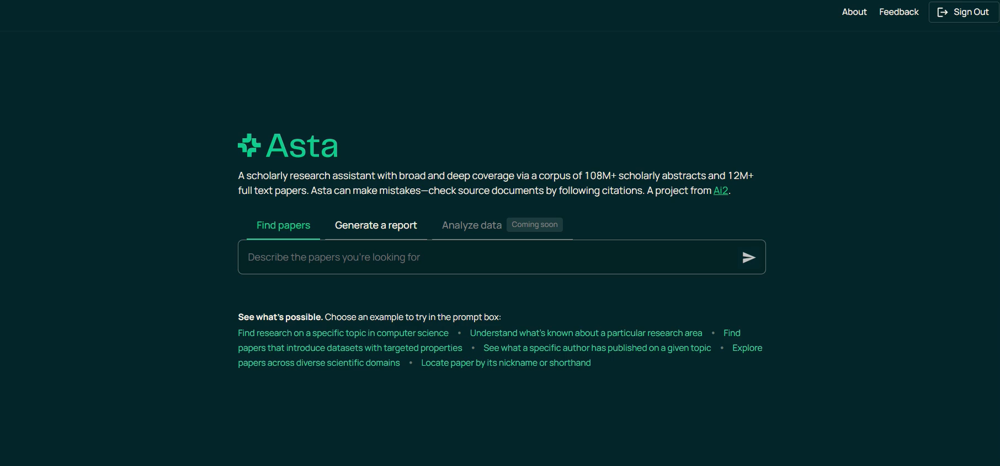 About Feedback Sign Out
Asta
A scholarly research assistant with broad and deep coverage via a corpus of 108M+ scholarly abstracts and 12M+
full text papers. Asta can make mistakes—check source documents by following citations. A project from Ai2.
Find papers Generate a report Analyze data Coming soon
Describe the papers you’re looking for
See what’s possible. Choose an example to try in the prompt box:
Find research on a specific topic in computer science • Understand what’s known about a particular research area • Find
papers that introduce datasets with targeted properties • See what a specific author has published on a given topic • Explore
papers across diverse scientific domains • Locate paper by its nickname or shorthand